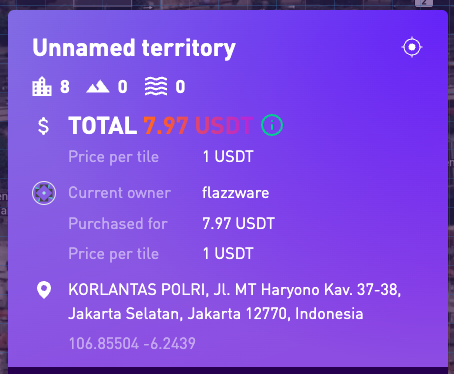 2
Unnamed territory
8 0 0
$ TOTAL 7.97 USDT i
Price per tile 1 USDT
Current owner flazzware
Purchased for 7.97 USDT
Price per tile 1 USDT
KORLANTAS POLRI, Jl. MT Haryono Kav. 37-38,
Jakarta Selatan, Jakarta 12770, Indonesia
106.85504 -6.2439